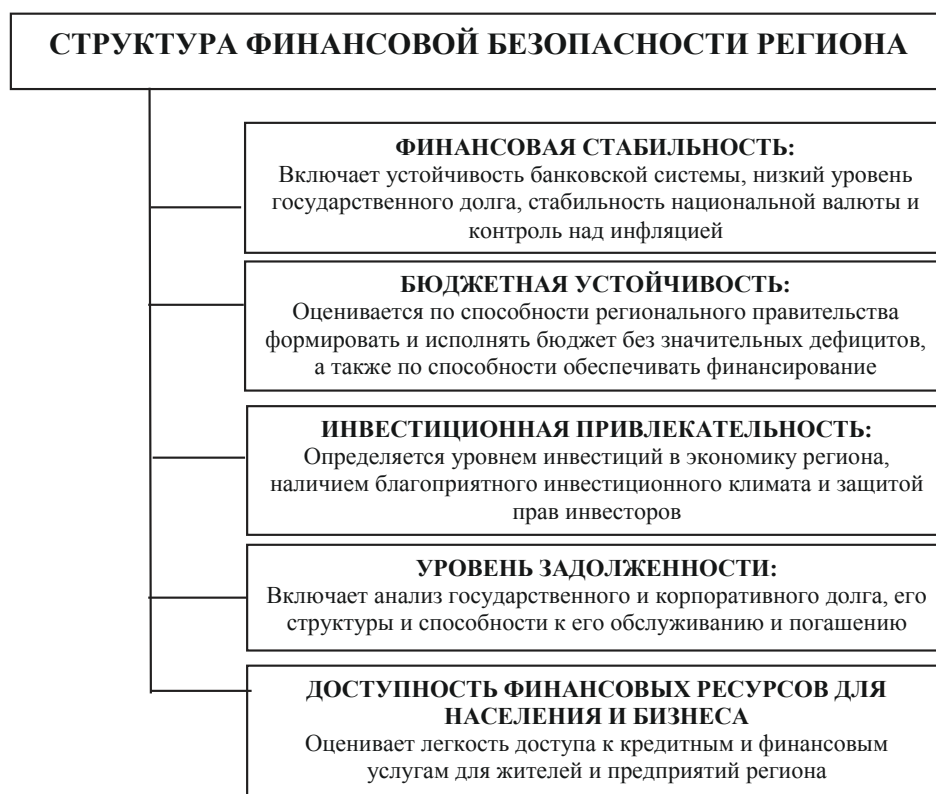 СТРУКТУРА ФИНАНСОВОЙ БЕЗОПАСНОСТИ РЕГИОНА
ФИНАНСОВАЯ СТАБИЛЬНОСТЬ:
Включает устойчивость банковской системы, низкий уровень
государственного долга, стабильность национальной валюты и
контроль над инфляцией
БЮДЖЕТНАЯ УСТОЙЧИВОСТЬ:
Оценивается по способности регионального правительства
формировать и исполнять бюджет без значительных дефицитов,
а также по способности обеспечивать финансирование
ИНВЕСТИЦИОННАЯ ПРИВЛЕКАТЕЛЬНОСТЬ:
Определяется уровнем инвестиций в экономику региона,
наличием благоприятного инвестиционного климата и защитой
прав инвесторов
УРОВЕНЬ ЗАДОЛЖЕННОСТИ:
Включает анализ государственного и корпоративного долга, его
структуры и способности к его обслуживанию и погашению
ДОСТУПНОСТЬ ФИНАНСОВЫХ РЕСУРСОВ ДЛЯ
НАСЕЛЕНИЯ И БИЗНЕСА
Оценивает легкость доступа к кредитным и финансовым
услугам для жителей и предприятий региона